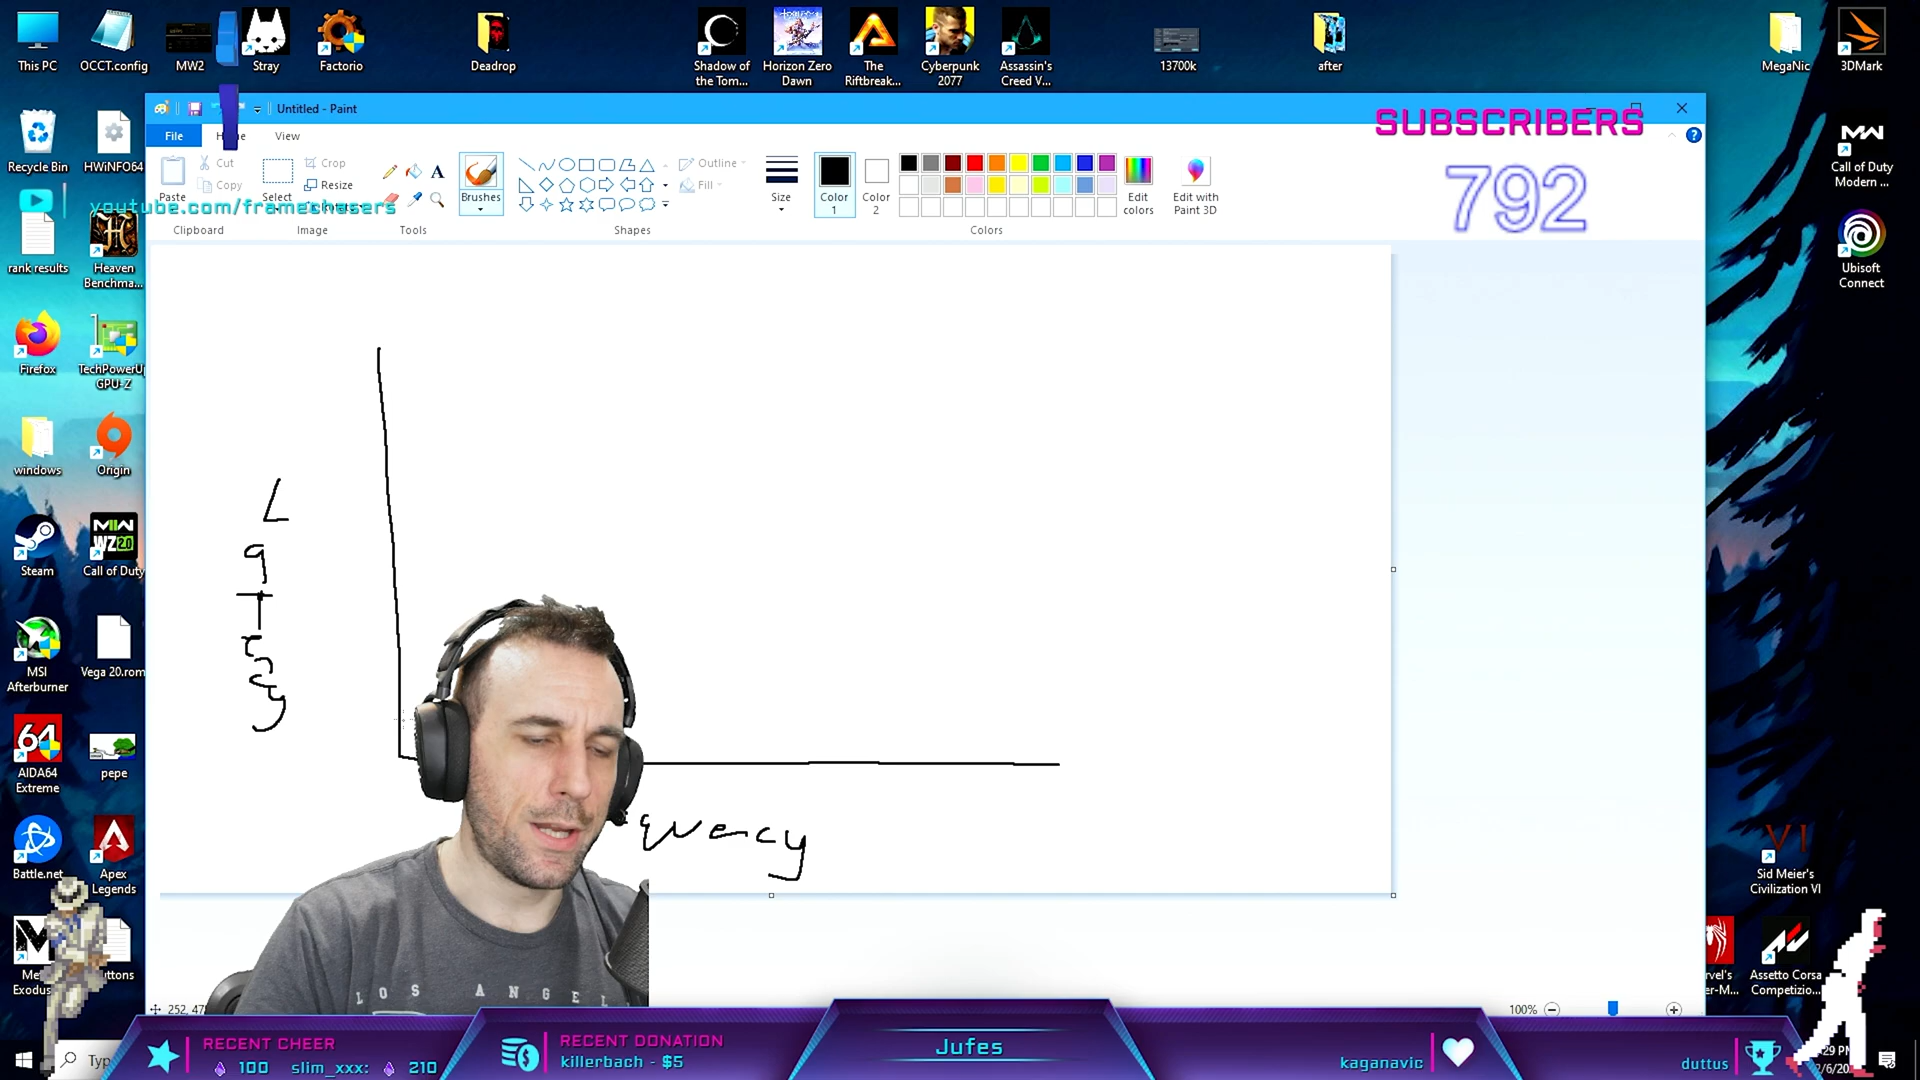 This PC
OCCT.config
MW2
Stray
Factorio
Deadrop
Shadow of the Tom...
Horizon Zero Dawn
The Riftbreak...
Cyberpunk 2077
Assassin's Creed V...
13700k
after
MegaNic
3DMark
Untitled - Paint
SUBSCRIBERS
792
File
View
Recycle Bin
HWiNFO64
Paste
Cut
Copy
Select
Crop
Resize
Brushes
Outline
Fill
Size
Color 1
Color 2
Edit colors
Edit with Paint 3D
Clipboard
Image
Tools
Shapes
Colors
youtube.com/framechasers
Call of Duty Modern ...
Ubisoft Connect
rank results
Heaven Benchma...
Firefox
TechPowerU GPU-Z
windows
Origin
Steam
Call of Duty
MSI Afterburner
Vega 20.rom
AIDA64 Extreme
pepe
Battle.net
Apex Legends
Latency
quency
Sid Meier's Civilization VI
Assetto Corsa Competizio...
LOS ANGEL
100%
RECENT CHEER
100 slim_xxx: 210
RECENT DONATION
killerbach - $5
Jufes
kaganavic
duttus